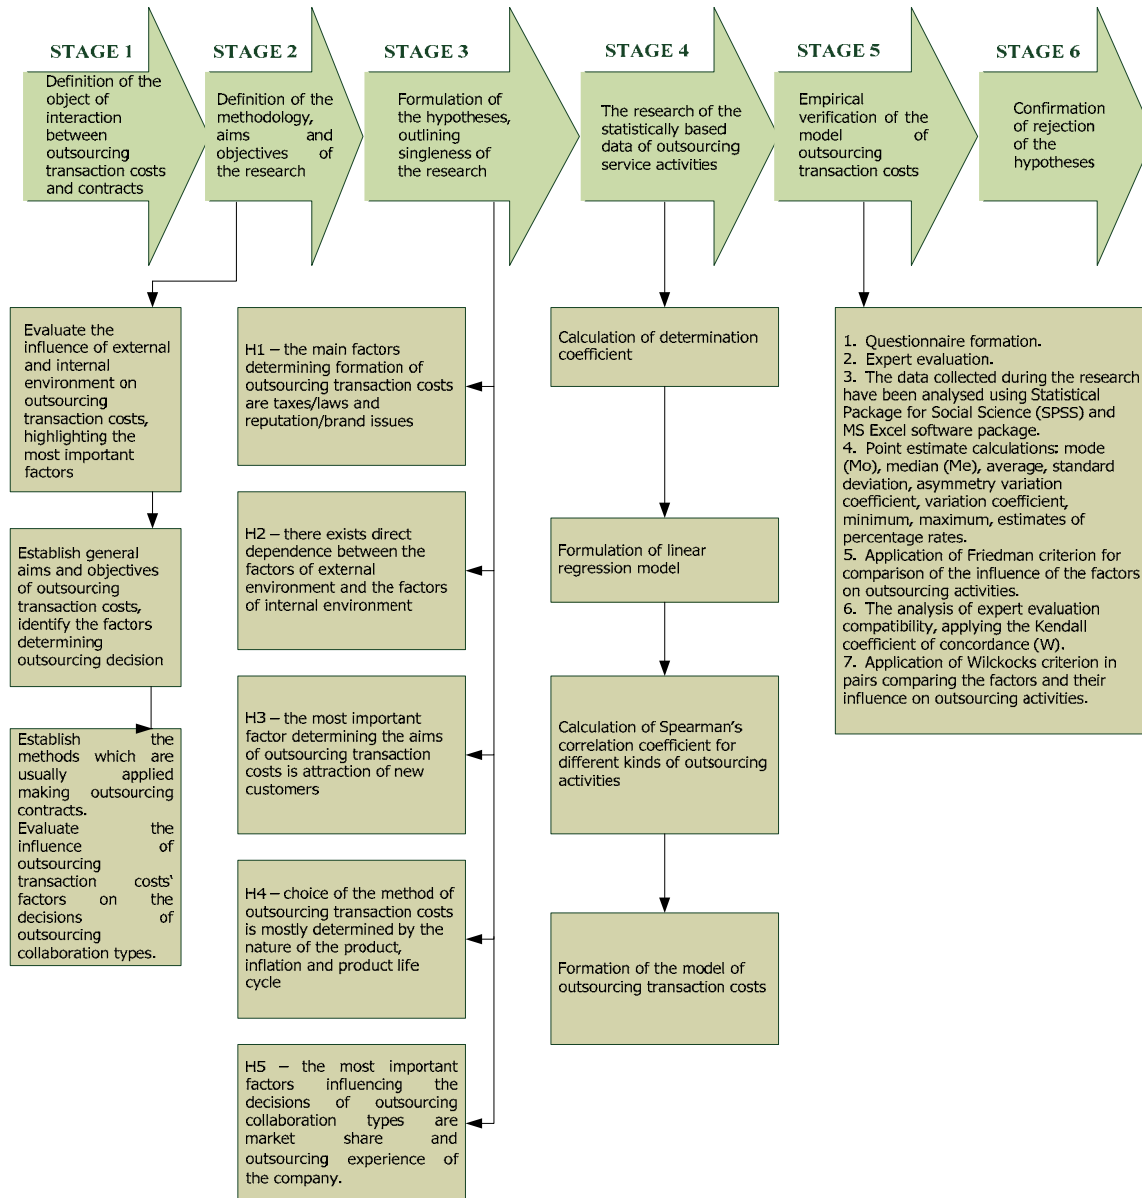 STAGE 1
Definition of the
object of
interaction
between
outsourcing
transaction costs
and contracts
STAGE 2
Definition of the
methodology,
aims and
objectives of
the research
STAGE 3
Formulation of
the hypotheses,
outlining
singleness of
the research
STAGE 4
The research of the
statistically based
data of outsourcing
service activities
STAGE 5
Empirical
verification of the
model of
outsourcing
transaction costs
STAGE 6
Confirmation
of rejection
of the
hypotheses
Evaluate the
influence of external
and internal
environment on
outsourcing
transaction costs,
highlighting the
most important
factors
Establish general
aims and objectives
of outsourcing
transaction costs,
identify the factors
determining
outsourcing decision
Establish the
methods which are
usually applied
making outsourcing
contracts.
Evaluate the
influence of
outsourcing
transaction costs‘
factors on the
decisions of
outsourcing
collaboration types.
H1 – the main factors
determining formation of
outsourcing transaction costs
are taxes/laws and
reputation/brand issues
H2 – there exists direct
dependence between the
factors of external
environment and the factors
of internal environment
H3 – the most important
factor determining the aims
of outsourcing transaction
costs is attraction of new
customers
H4 – choice of the method of
outsourcing transaction costs
is mostly determined by the
nature of the product,
inflation and product life
cycle
H5 – the most important
factors influencing the
decisions of outsourcing
collaboration types are
market share and
outsourcing experience of
the company.
Calculation of determination
coefficient
Formulation of linear
regression model
Calculation of Spearman’s
correlation coefficient for
different kinds of outsourcing
activities
Formation of the model of
outsourcing transaction costs
1. Questionnaire formation.
2. Expert evaluation.
3. The data collected during the research
have been analysed using Statistical
Package for Social Science (SPSS) and
MS Excel software package.
4. Point estimate calculations: mode
(Mo), median (Me), average, standard
deviation, asymmetry variation
coefficient, variation coefficient,
minimum, maximum, estimates of
percentage rates.
5. Application of Friedman criterion for
comparison of the influence of the factors
on outsourcing activities.
6. The analysis of expert evaluation
compatibility, applying the Kendall
coefficient of concordance (W).
7. Application of Wilckocks criterion in
pairs comparing the factors and their
influence on outsourcing activities.